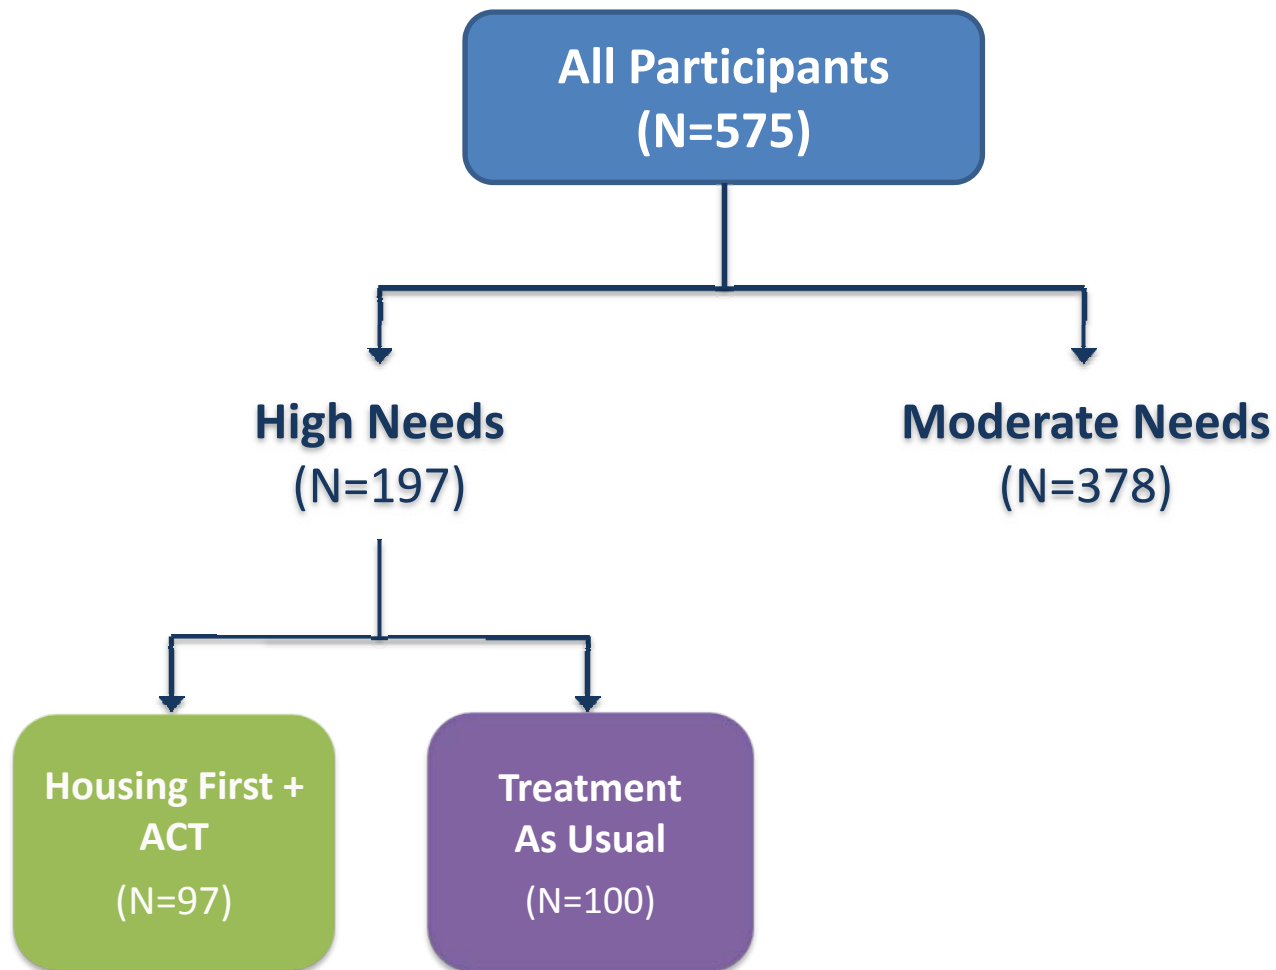 All Participants
(N=575)
High Needs
(N=197)
Moderate Needs
(N=378)
Housing First +
ACT
(N=97)
Treatment
As Usual
(N=100)